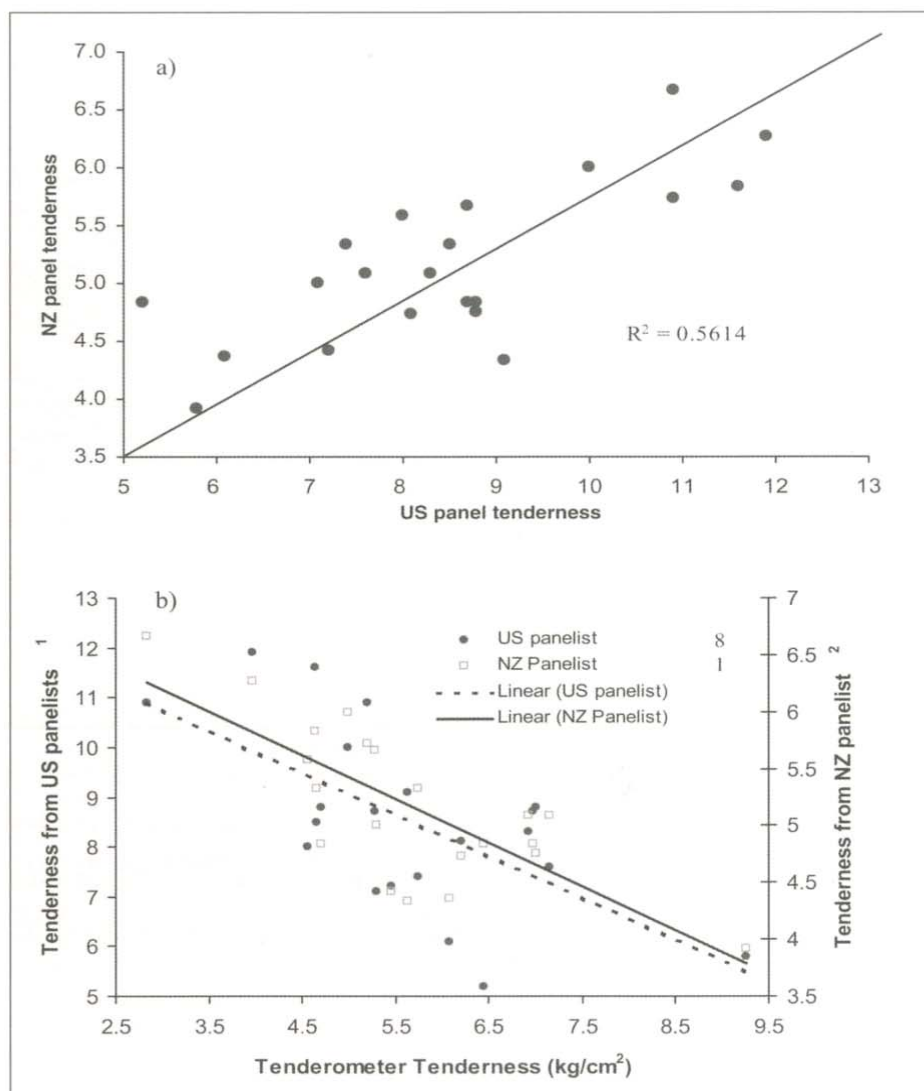 a)
7.0
6.5
6.0
5.5
5.0
4.5
4.0
3.5
NZ panel tenderness
R² = 0.5614
5 6 7 8 9 10 11 12 13
US panel tenderness
b)
13
12
11
10
9
8
7
6
5
Tenderness from US panelists ¹
US panelist 8
NZ Panelist 1
Linear (US panelist)
Linear (NZ Panelist)
7
6.5
6
5.5
5
4.5
4
3.5
Tenderness from NZ panelist ²
2.5 3.5 4.5 5.5 6.5 7.5 8.5 9.5
Tenderometer Tenderness (kg/cm²)